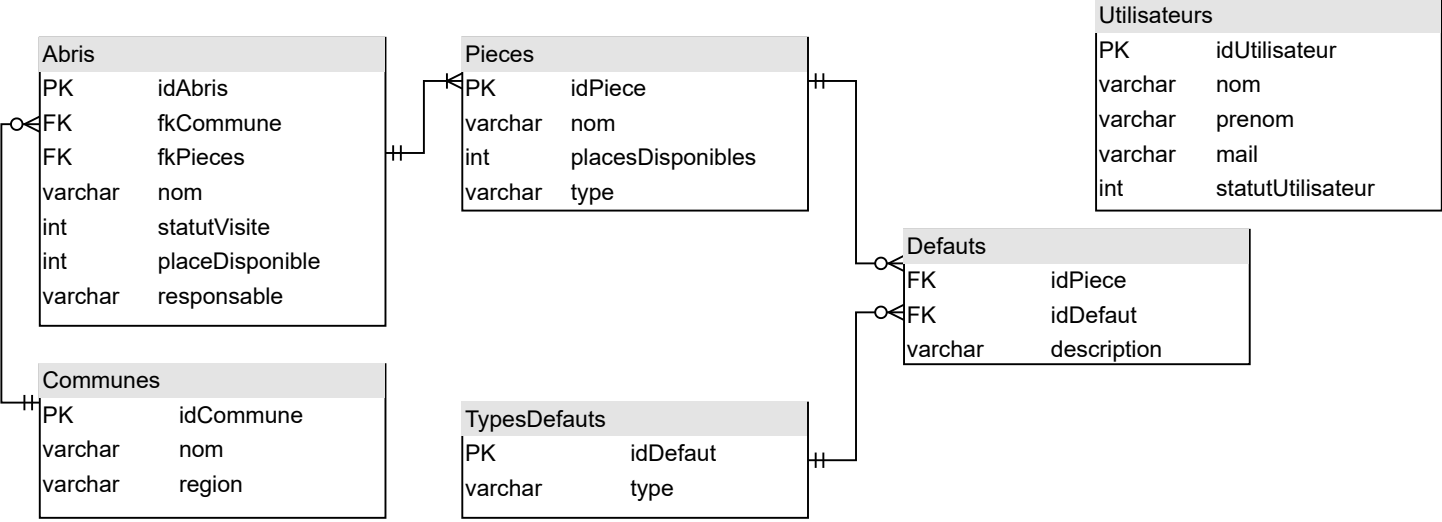 Utilisateurs
PK idUtilisateur
varchar nom
varchar prenom
varchar mail
int statutUtilisateur
Abris
PK idAbris
FK fkCommune
FK fkPieces
varchar nom
int statutVisite
int placeDisponible
varchar responsable
Pieces
PK idPiece
varchar nom
int placesDisponibles
varchar type
Defauts
FK idPiece
FK idDefaut
varchar description
Communes
PK idCommune
varchar nom
varchar region
TypesDefauts
PK idDefaut
varchar type